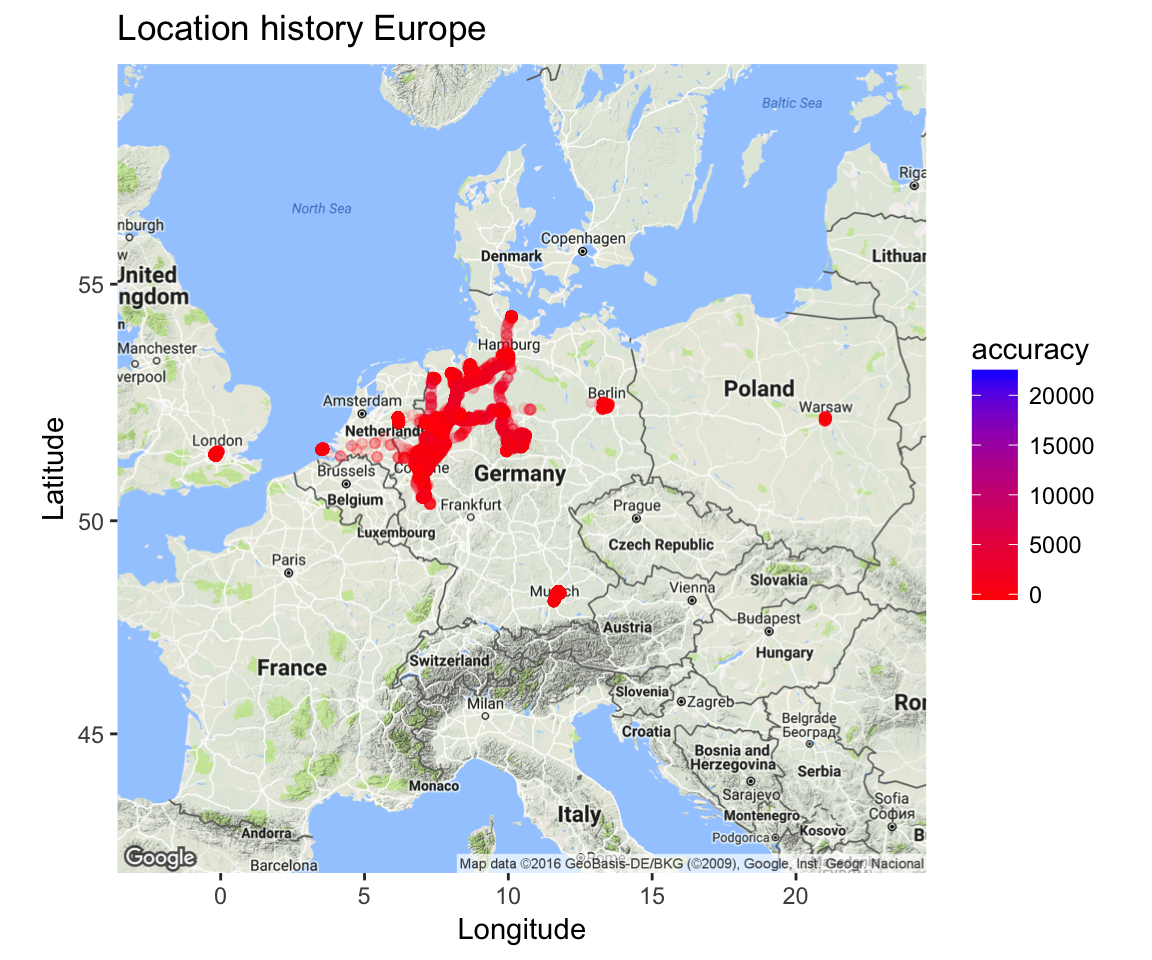 Location history Europe
Baltic Sea
Riga
North Sea
nburgh
Copenhagen
Denmark
Lithuan
United
ngdom
55
n
Manchester
verpool
Hamburg
accuracy
20000
15000
10000
5000
0
Poland
Berlin
Warsaw
Amsterdam
Netherlands
London
Brussels
Germany
Belgium
Frankfurt
50
Luxembourg
Prague
Czech Republic
Paris
Slovakia
Vienna
Budapest
Austria
Hungary
Switzerland
France
Slovenia
Zagreb
Milan
Croatia
Belgrade
Београд
45
Bosnia and
Herzegovina
Serbia
Sarajevo
Monaco
Montenegro
Sofia
София
Italy
Kosovo
Podgorica
Andorra
Barcelona
Rome
Google
Map data ©2016 GeoBasis-DE/BKG (©2009), Google, Inst. Geogr. Nacional
0
5
10
15
20
Longitude
Latitude